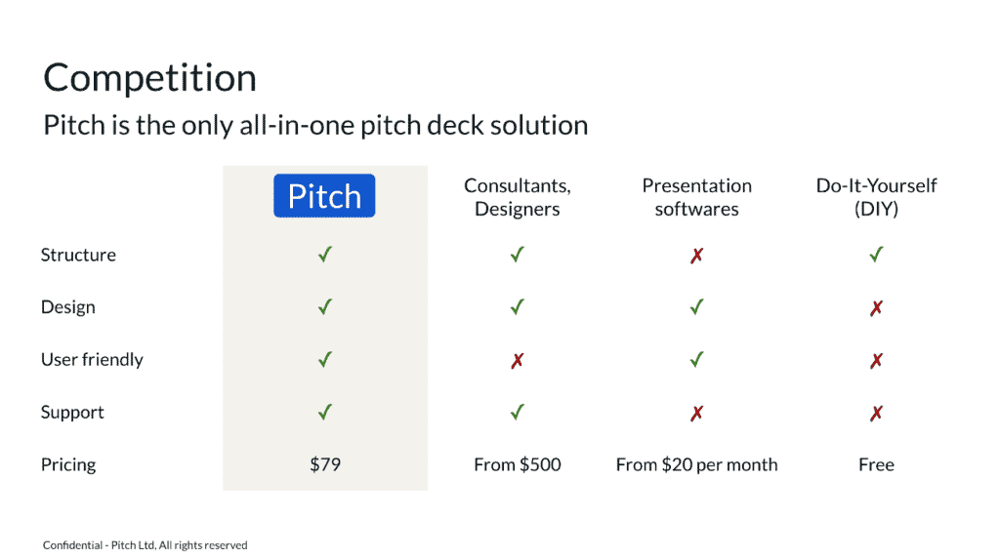 Competition
Pitch is the only all-in-one pitch deck solution
Pitch
Consultants,
Designers
Presentation
softwares
Do-It-Yourself
(DIY)
Structure ✓ ✓ ✗ ✓
Design ✓ ✓ ✓ ✗
User friendly ✓ ✗ ✓ ✗
Support ✓ ✓ ✗ ✗
Pricing $79 From $500 From $20 per month Free
Confidential - Pitch Ltd, All rights reserved